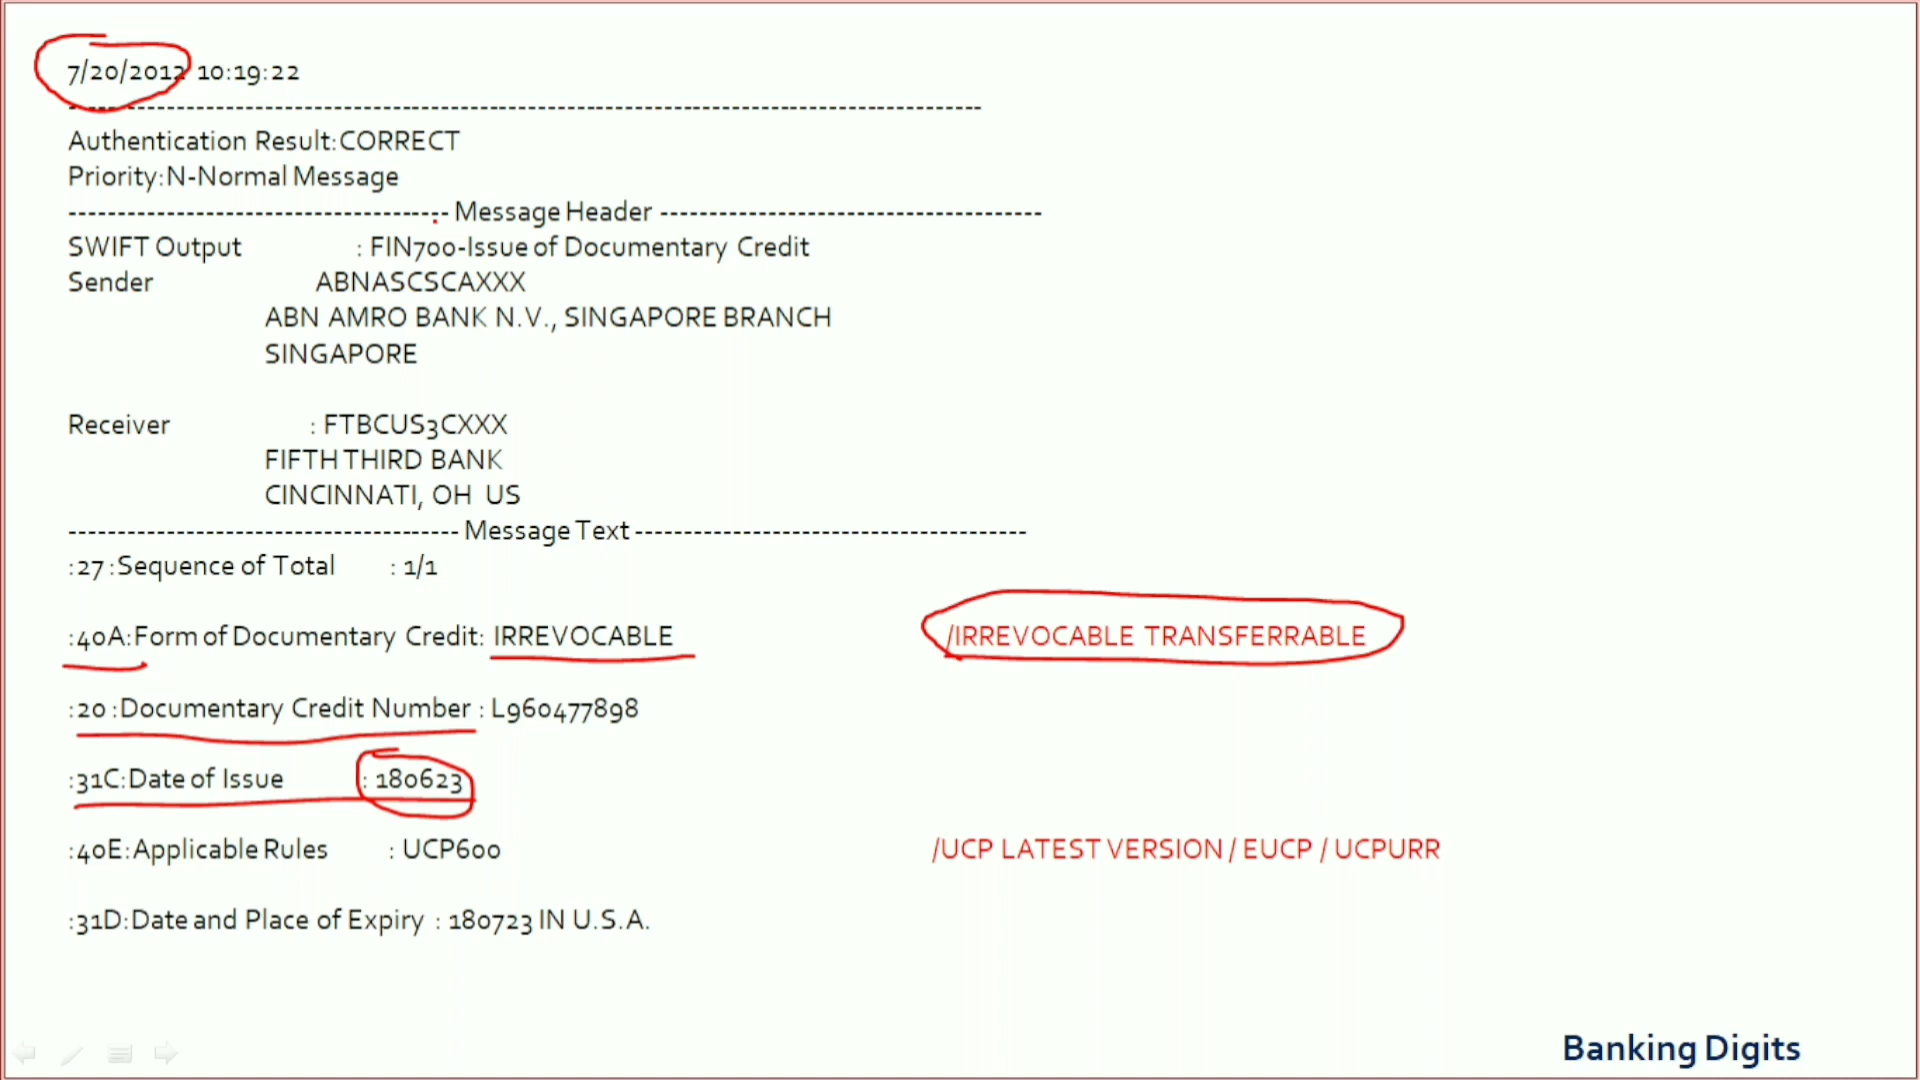 7/20/2012 10:19:22
--------------------------------------------------------------------------------------------
Authentication Result:CORRECT
Priority:N-Normal Message
--------------------------------------- Message Header ---------------------------------------
SWIFT Output : FIN700-Issue of Documentary Credit
Sender ABNASCSCAXXX
ABN AMRO BANK N.V., SINGAPORE BRANCH
SINGAPORE
Receiver : FTBCUS3CXXX
FIFTH THIRD BANK
CINCINNATI, OH US
---------------------------------------- Message Text ----------------------------------------
:27 :Sequence of Total : 1/1
:40A:Form of Documentary Credit: IRREVOCABLE /IRREVOCABLE TRANSFERRABLE
:20 :Documentary Credit Number : L960477898
:31C:Date of Issue : 180623
:40E:Applicable Rules : UCP600 /UCP LATEST VERSION / EUCP / UCPURR
:31D:Date and Place of Expiry : 180723 IN U.S.A.
Banking Digits